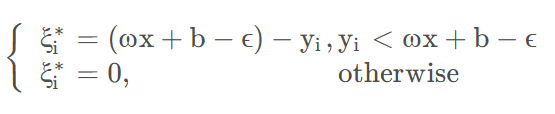 ξᵢ* = (ωx + b − ϵ) − yᵢ, yᵢ < ωx + b − ϵ
ξᵢ* = 0, otherwise